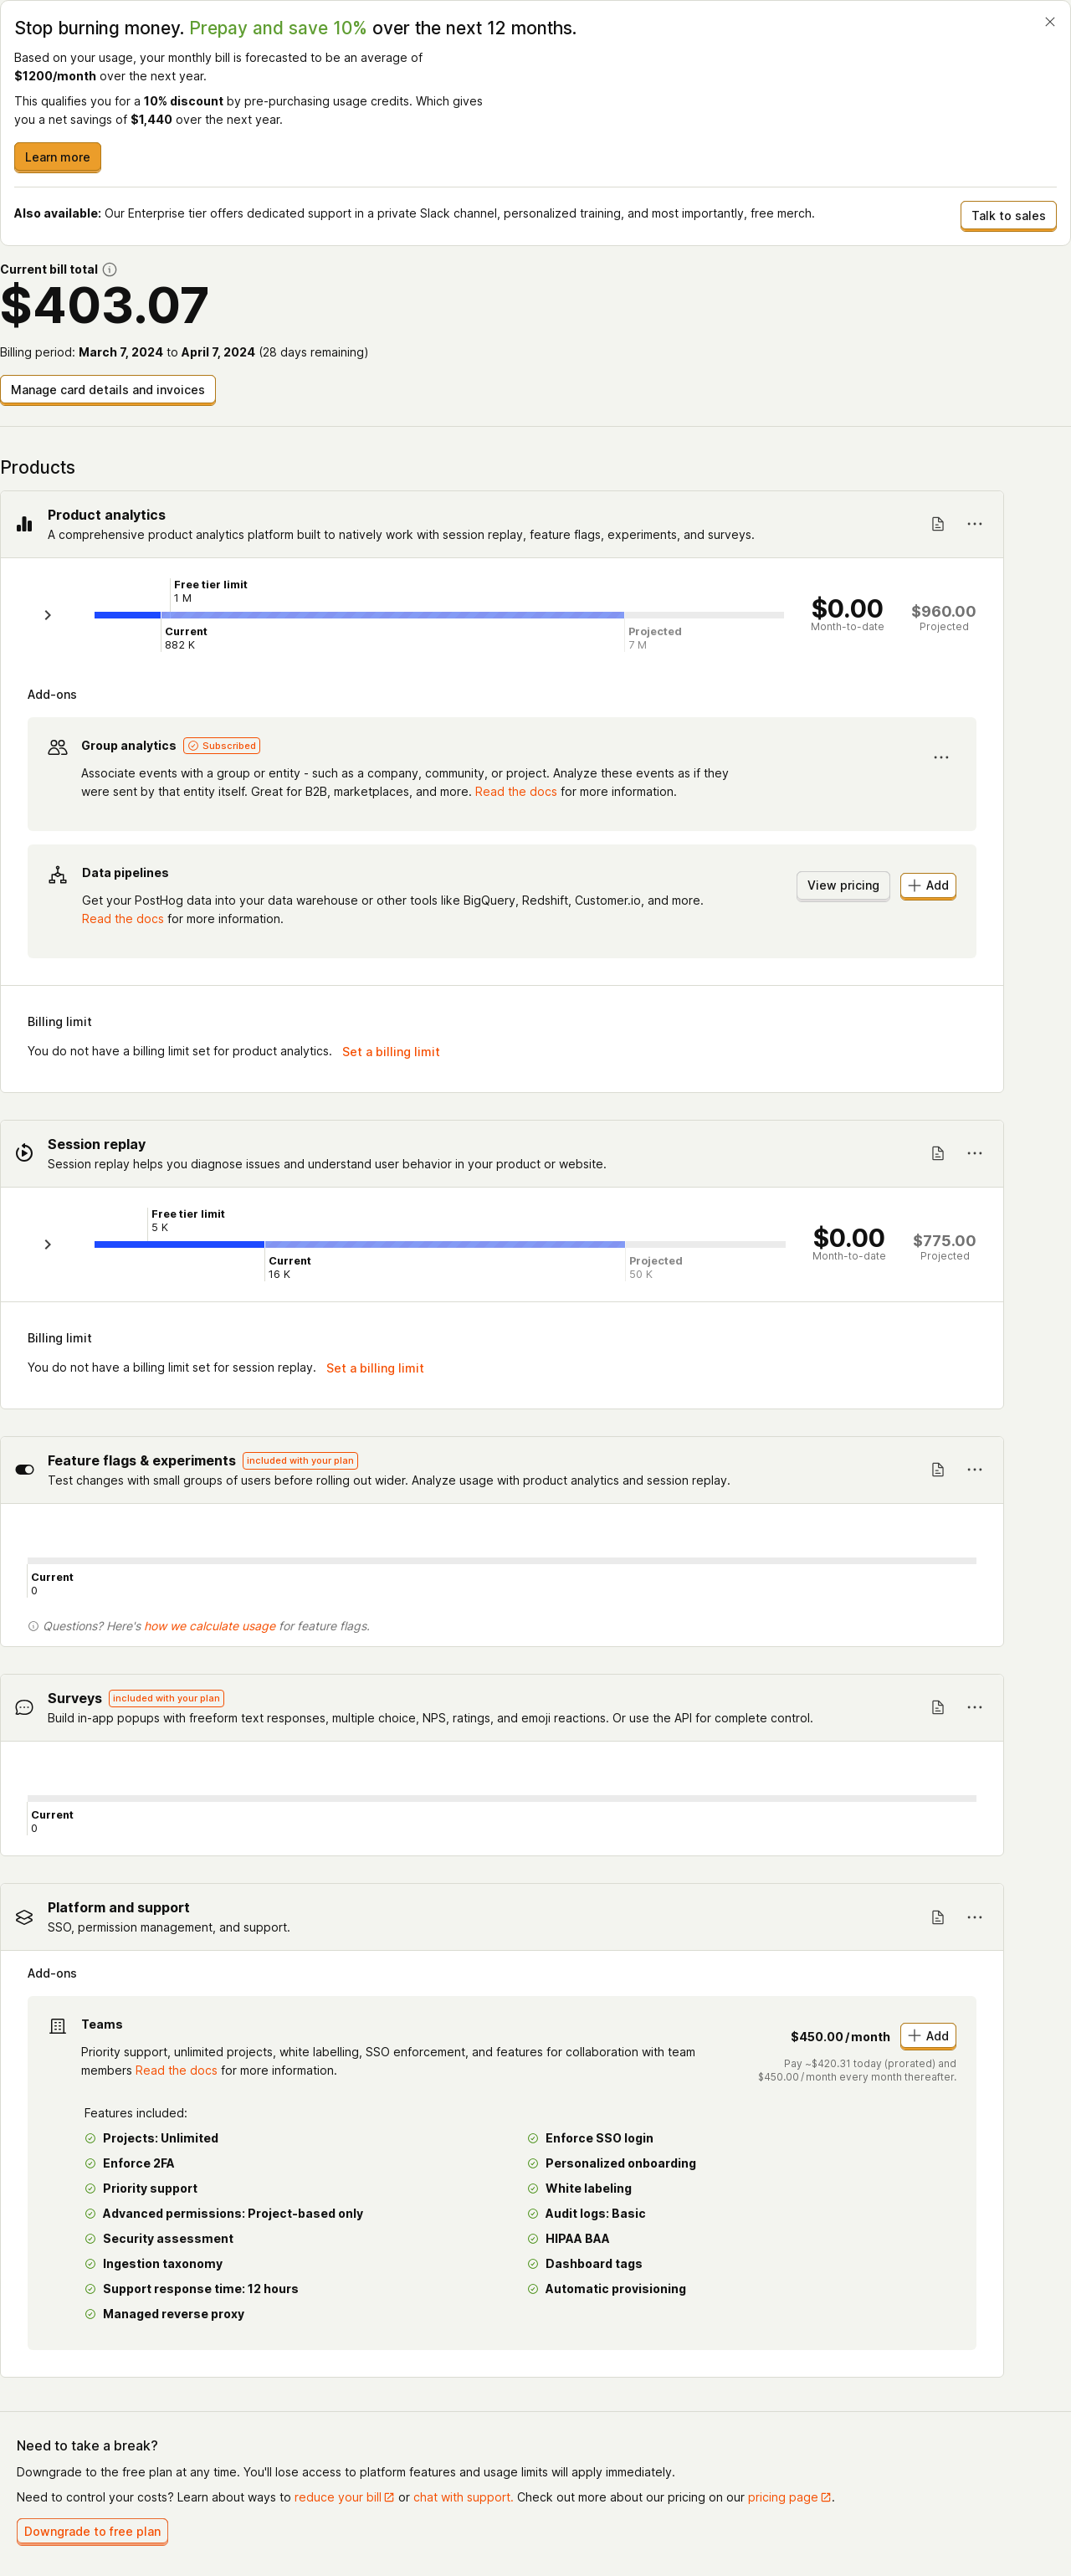 Stop burning money. Prepay and save 10% over the next 12 months.
Based on your usage, your monthly bill is forecasted to be an average of
$1200/month over the next year.
This qualifies you for a 10% discount by pre-purchasing usage credits. Which gives
you a net savings of $1,440 over the next year.
Learn more
Also available: Our Enterprise tier offers dedicated support in a private Slack channel, personalized training, and most importantly, free merch.
Talk to sales
Current bill total
$403.07
Billing period: March 7, 2024 to April 7, 2024 (28 days remaining)
Manage card details and invoices
Products
Product analytics
A comprehensive product analytics platform built to natively work with session replay, feature flags, experiments, and surveys.
Free tier limit
1 M
Current
882 K
Projected
7 M
$0.00
Month-to-date
$960.00
Projected
Add-ons
Group analytics
Subscribed
Associate events with a group or entity - such as a company, community, or project. Analyze these events as if they
were sent by that entity itself. Great for B2B, marketplaces, and more. Read the docs for more information.
Data pipelines
Get your PostHog data into your data warehouse or other tools like BigQuery, Redshift, Customer.io, and more.
Read the docs for more information.
View pricing
Add
Billing limit
You do not have a billing limit set for product analytics. Set a billing limit
Session replay
Session replay helps you diagnose issues and understand user behavior in your product or website.
Free tier limit
5 K
Current
16 K
Projected
50 K
$0.00
Month-to-date
$775.00
Projected
Billing limit
You do not have a billing limit set for session replay. Set a billing limit
Feature flags & experiments
included with your plan
Test changes with small groups of users before rolling out wider. Analyze usage with product analytics and session replay.
Current
0
Questions? Here's how we calculate usage for feature flags.
Surveys
included with your plan
Build in-app popups with freeform text responses, multiple choice, NPS, ratings, and emoji reactions. Or use the API for complete control.
Current
0
Platform and support
SSO, permission management, and support.
Add-ons
Teams
Priority support, unlimited projects, white labelling, SSO enforcement, and features for collaboration with team
members Read the docs for more information.
$450.00/month
Add
Pay ~$420.31 today (prorated) and
$450.00/month every month thereafter.
Features included:
Projects: Unlimited
Enforce SSO login
Enforce 2FA
Personalized onboarding
Priority support
White labeling
Advanced permissions: Project-based only
Audit logs: Basic
Security assessment
HIPAA BAA
Ingestion taxonomy
Dashboard tags
Support response time: 12 hours
Automatic provisioning
Managed reverse proxy
Need to take a break?
Downgrade to the free plan at any time. You'll lose access to platform features and usage limits will apply immediately.
Need to control your costs? Learn about ways to reduce your bill or chat with support. Check out more about our pricing on our pricing page.
Downgrade to free plan